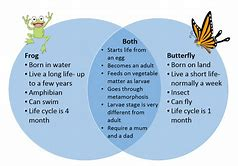 Both
• Starts life from
an egg
• Becomes an adult
• Feeds on vegetable
matter as larvae
• Goes through
metamorphosis
• Larvae stage is very
different from
adult
• Require a mum
and a dad
Frog
• Born in water
• Live a long life- up
to a few years
• Amphibian
• Can swim
• Life cycle is 4
month
Butterfly
• Born on land
• Live a short life-
normally a week
• Insect
• Can fly
• Life cycle is 1
month